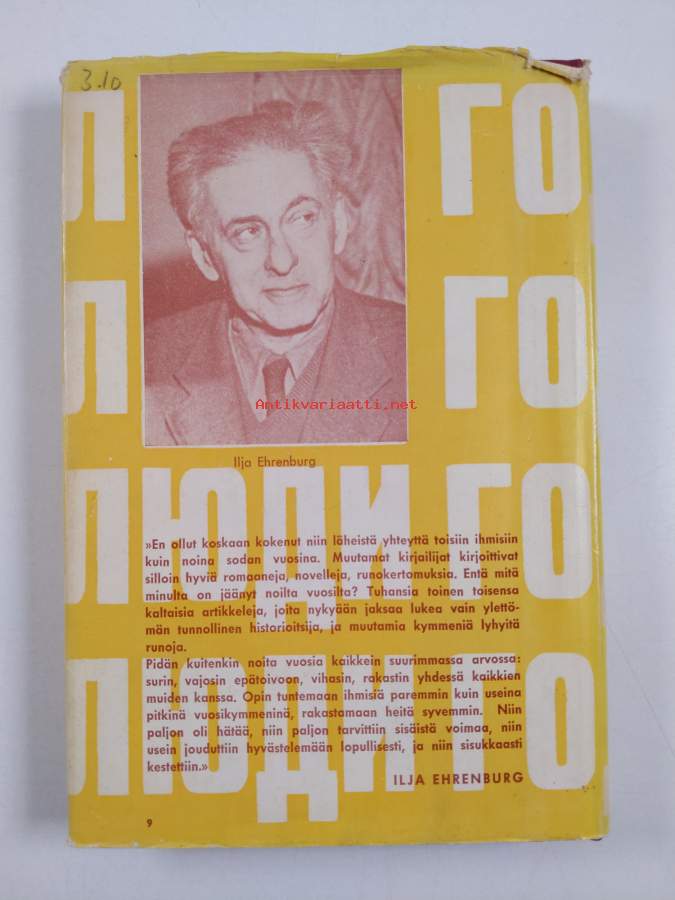 3.10
Л ГО
Л ГО
Antikvariaatti.net
Ilja Ehrenburg
ЛЮДИ ГО
»En ollut koskaan kokenut niin läheistä yhteyttä toisiin ihmisiin
kuin noina sodan vuosina. Muutamat kirjailijat kirjoittivat
silloin hyviä romaaneja, novelleja, runokertomuksia. Entä mitä
minulta on jäänyt noilta vuosilta? Tuhansia toinen toisensa
kaltaisia artikkeleja, joita nykyään jaksaa lukea vain ylettö-
män tunnollinen historioitsija, ja muutamia kymmeniä lyhyitä
runoja.
Pidän kuitenkin noita vuosia kaikkein suurimmassa arvossa:
surin, vajosin epätoivoon, vihasin, rakastin yhdessä kaikkien
muiden kanssa. Opin tuntemaan ihmisiä paremmin kuin useina
pitkinä vuosikymmeninä, rakastamaan heitä syvemmin. Niin
paljon oli hätää, niin paljon tarvittiin sisäistä voimaa, niin
usein jouduttiin hyvästelemään lopullisesti, ja niin sisukkaasti
kestettiin.»
ILJA EHRENBURG
ЛЮДИ ГО
9